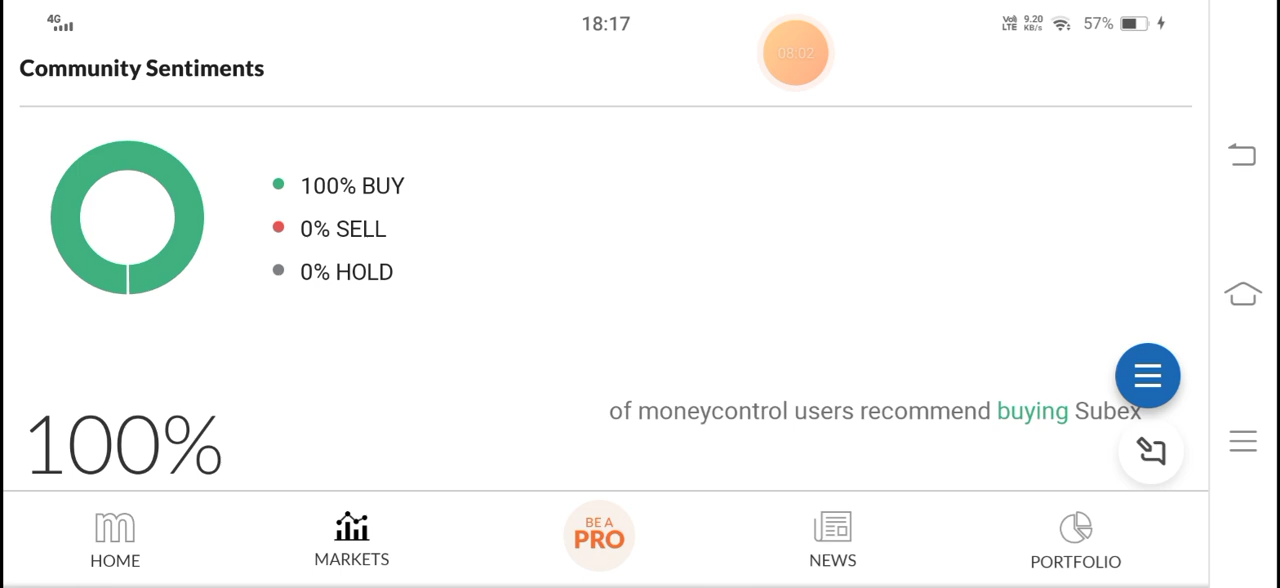 4G
18:17
Vol) LTE
9.20 KB/s
57%
08:02
Community Sentiments
100% BUY
0% SELL
0% HOLD
of moneycontrol users recommend buying Subex
100%
BE A
PRO
HOME
MARKETS
NEWS
PORTFOLIO